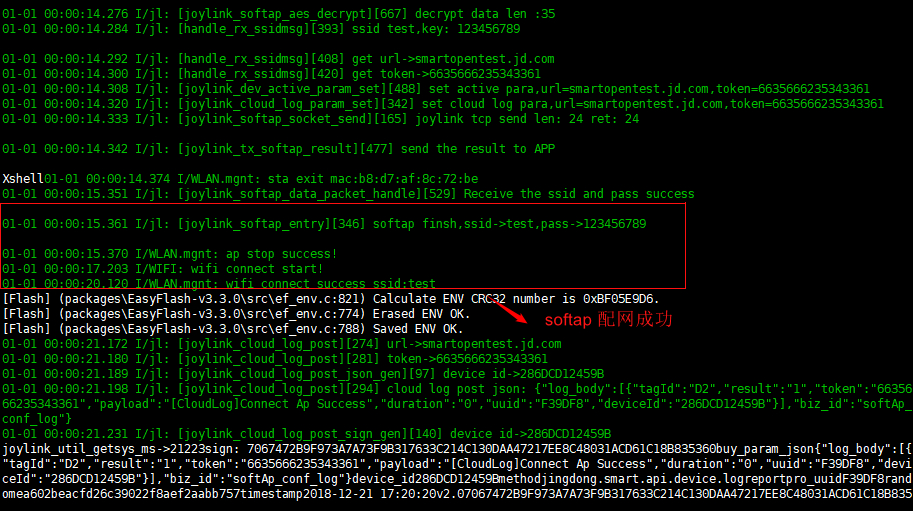 01-01 00:00:14.276 I/jl: [joylink_softap_aes_decrypt][667] decrypt data len :35
01-01 00:00:14.284 I/jl: [handle_rx_ssidmsg][393] ssid test,key: 123456789
01-01 00:00:14.292 I/jl: [handle_rx_ssidmsg][408] get url->smartopentest.jd.com
01-01 00:00:14.300 I/jl: [handle_rx_ssidmsg][420] get token->6635666235343361
01-01 00:00:14.308 I/jl: [joylink_dev_active_param_set][488] set active para,url=smartopentest.jd.com,token=6635666235343361
01-01 00:00:14.320 I/jl: [joylink_cloud_log_param_set][342] set cloud log para,url=smartopentest.jd.com,token=6635666235343361
01-01 00:00:14.333 I/jl: [joylink_softap_socket_send][165] joylink tcp send len: 24 ret: 24
01-01 00:00:14.342 I/jl: [joylink_tx_softap_result][477] send the result to APP
Xshell01-01 00:00:14.374 I/WLAN.mgnt: sta exit mac:b8:d7:af:8c:72:be
01-01 00:00:15.351 I/jl: [joylink_softap_data_packet_handle][529] Receive the ssid and pass success
01-01 00:00:15.361 I/jl: [joylink_softap_entry][346] softap finsh,ssid->test,pass->123456789
01-01 00:00:15.370 I/WLAN.mgnt: ap stop success!
01-01 00:00:17.203 I/WIFI: wifi connect start!
01-01 00:00:20.120 I/WLAN.mgnt: wifi connect success ssid:test
[Flash] (packages\EasyFlash-v3.3.0\src\ef_env.c:821) Calculate ENV CRC32 number is 0xBF05E9D6.
[Flash] (packages\EasyFlash-v3.3.0\src\ef_env.c:774) Erased ENV OK.
[Flash] (packages\EasyFlash-v3.3.0\src\ef_env.c:788) Saved ENV OK.
softap 配网成功
01-01 00:00:21.172 I/jl: [joylink_cloud_log_post][274] url->smartopentest.jd.com
01-01 00:00:21.180 I/jl: [joylink_cloud_log_post][281] token->6635666235343361
01-01 00:00:21.189 I/jl: [joylink_cloud_log_post_json_gen][97] device id->286DCD12459B
01-01 00:00:21.198 I/jl: [joylink_cloud_log_post][294] cloud log post json: {"log_body":[{"tagId":"D2","result":"1","token":"66356
66235343361","payload":"[CloudLog]Connect Ap Success","duration":"0","uuid":"F39DF8","deviceId":"286DCD12459B"}],"biz_id":"softAp_
conf_log"}
01-01 00:00:21.231 I/jl: [joylink_cloud_log_post_sign_gen][140] device id->286DCD12459B
joylink_util_getsys_ms->21223sign: 7067472B9F973A7A73F9B317633C214C130DAA47217EE8C48031ACD61C18B835360buy_param_json{"log_body":[{
"tagId":"D2","result":"1","token":"6635666235343361","payload":"[CloudLog]Connect Ap Success","duration":"0","uuid":"F39DF8","devi
ceId":"286DCD12459B"}],"biz_id":"softAp_conf_log"}device_id286DCD12459Bmethodjingdong.smart.api.device.logreportpro_uuidF39DF8rand
omea602beacfd26c39022f8aef2aabb757timestamp2018-12-21 17:20:20v2.07067472B9F973A7A73F9B317633C214C130DAA47217EE8C48031ACD61C18B835